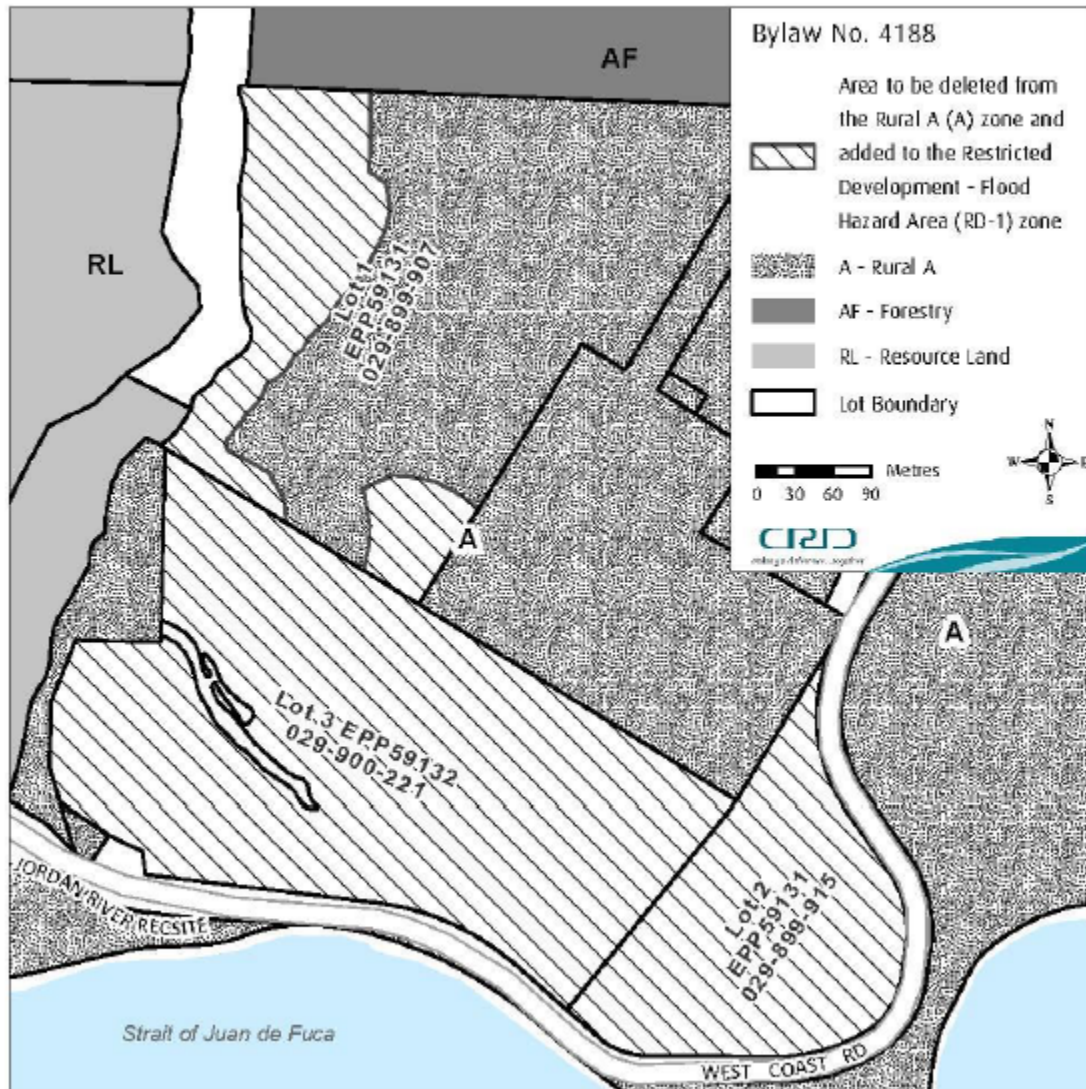 Bylaw No. 4188
Area to be deleted from
the Rural A (A) zone and
added to the Restricted
Development - Flood
Hazard Area (RD-1) zone
A - Rural A
AF - Forestry
RL - Resource Land
Lot Boundary
Metres
0 30 60 90
N
W E
S
CRD
AF
RL
Lot 1
EPP59131
029-899-907
A
A
Lot 3 EPP59132
029-900-221
Lot 2
EPP59131
029-899-915
JORDAN RIVER RECSITE
WEST COAST RD
Strait of Juan de Fuca